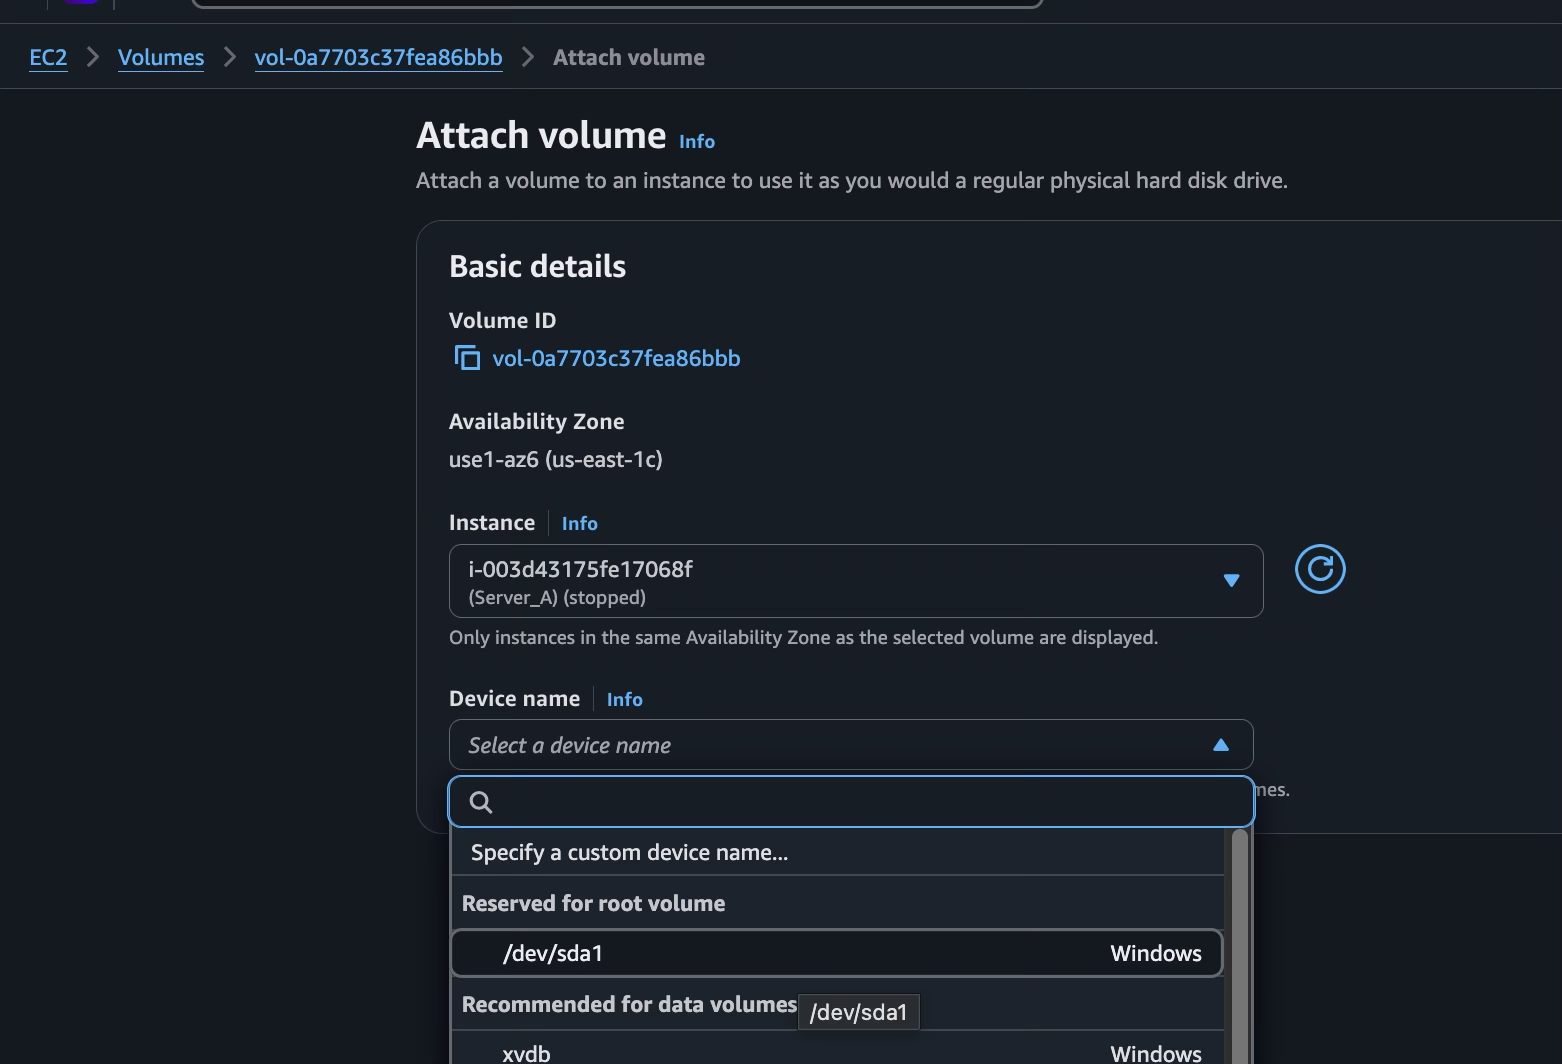 EC2 > Volumes > vol-0a7703c37fea86bbb > Attach volume
Attach volume Info
Attach a volume to an instance to use it as you would a regular physical hard disk drive.
Basic details
Volume ID
vol-0a7703c37fea86bbb
Availability Zone
use1-az6 (us-east-1c)
Instance Info
i-003d43175fe17068f
(Server_A) (stopped)
Only instances in the same Availability Zone as the selected volume are displayed.
Device name Info
Select a device name
Specify a custom device name...
Reserved for root volume
/dev/sda1 Windows
Recommended for data volumes
/dev/sda1
xvdb Windows